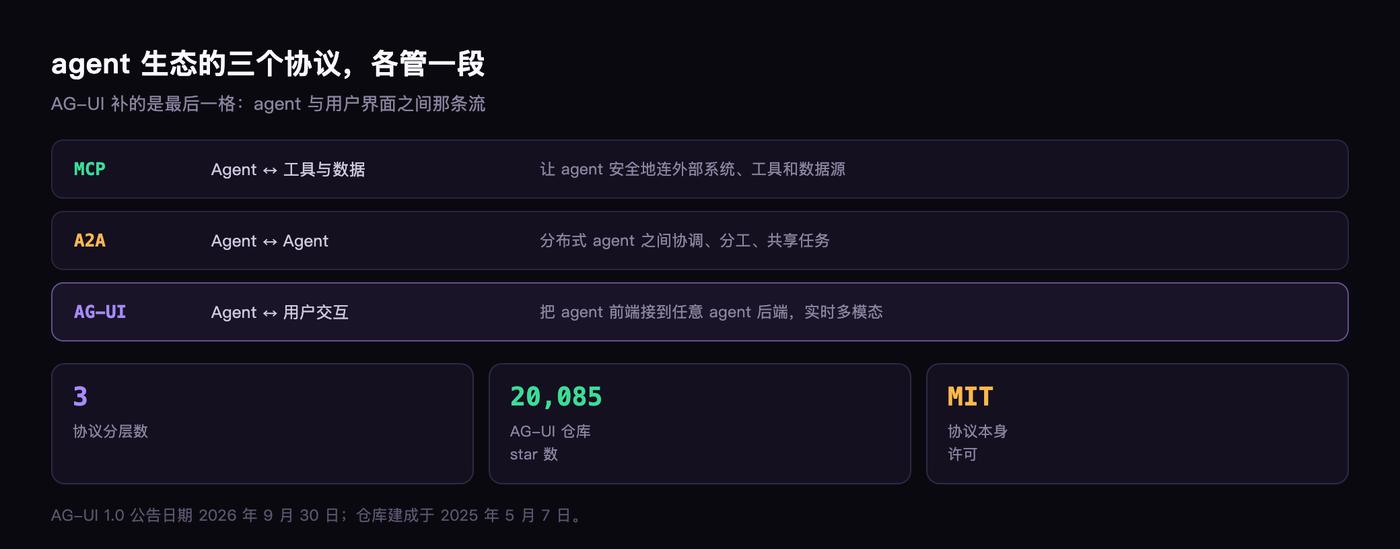 agent 生态的三个协议，各管一段
AG-UI 补的是最后一格：agent 与用户界面之间那条流
MCP Agent ↔ 工具与数据 让 agent 安全地连外部系统、工具和数据源
A2A Agent ↔ Agent 分布式 agent 之间协调、分工、共享任务
AG-UI Agent ↔ 用户交互 把 agent 前端接到任意 agent 后端，实时多模态
3
协议分层数
20,085
AG-UI 仓库
star 数
MIT
协议本身
许可
AG-UI 1.0 公告日期 2026 年 9 月 30 日；仓库建成于 2025 年 5 月 7 日。